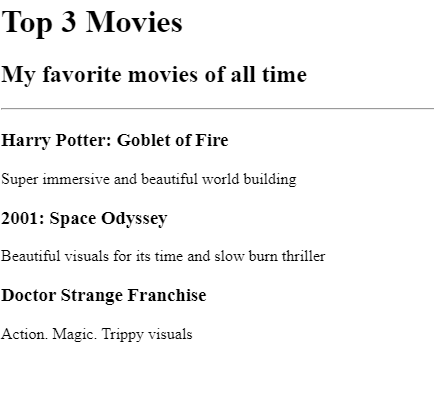 Top 3 Movies
My favorite movies of all time
Harry Potter: Goblet of Fire
Super immersive and beautiful world building
2001: Space Odyssey
Beautiful visuals for its time and slow burn thriller
Doctor Strange Franchise
Action. Magic. Trippy visuals